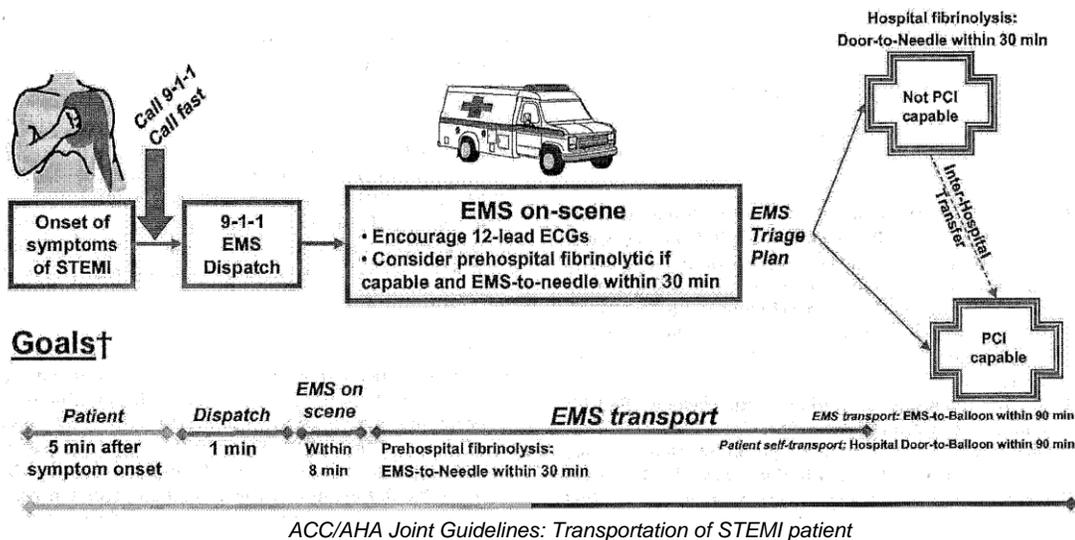 Hospital fibrinolysis:
Door-to-Needle within 30 min
Call 9-1-1
Call fast
Not PCI
capable
Onset of
symptoms
of STEMI
9-1-1
EMS
Dispatch
EMS on-scene
• Encourage 12-lead ECGs
• Consider prehospital fibrinolytic if
capable and EMS-to-needle within 30 min
EMS
Triage
Plan
Inter-Hospital
Transfer
PCI
capable
Goals†
Patient
5 min after
symptom onset
Dispatch
1 min
EMS on
scene
Within
8 min
EMS transport
Prehospital fibrinolysis:
EMS-to-Needle within 30 min
EMS transport: EMS-to-Balloon within 90 min
Patient self-transport: Hospital Door-to-Balloon within 90 min
ACC/AHA Joint Guidelines: Transportation of STEMI patient